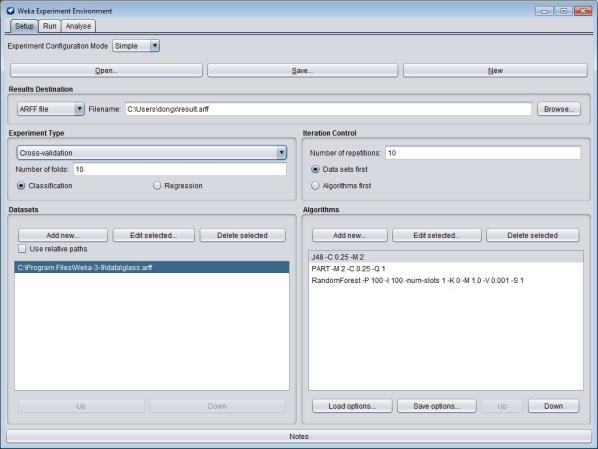 Weka Experiment Environment
Setup Run Analyse
Experiment Configuration Mode Simple
Open... Save... New
Results Destination
ARFF file Filename: C:\Users\dongx\result.arff Browse...
Experiment Type
Cross-validation
Number of folds: 10
Classification Regression
Iteration Control
Number of repetitions: 10
Data sets first
Algorithms first
Datasets
Add new... Edit selected... Delete selected
Use relative paths
C:\Program Files\Weka-3-9\data\glass.arff
Up Down
Algorithms
Add new... Edit selected... Delete selected
J48 -C 0.25 -M 2
PART -M 2 -C 0.25 -Q 1
RandomForest -P 100 -I 100 -num-slots 1 -K 0 -M 1.0 -V 0.001 -S 1
Load options... Save options... Up Down
Notes